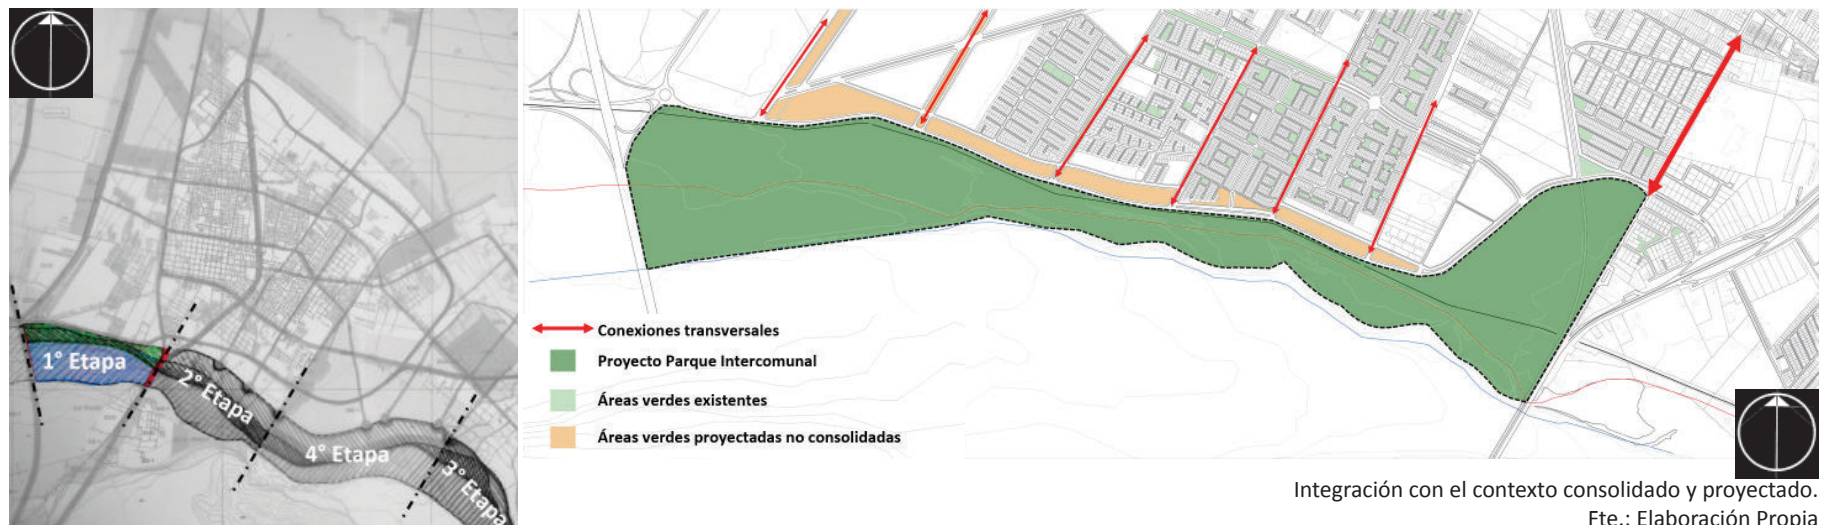 1° Etapa
2° Etapa
4° Etapa
3° Etapa
Conexiones transversales
Proyecto Parque Intercomunal
Áreas verdes existentes
Áreas verdes proyectadas no consolidadas
Integración con el contexto consolidado y proyectado.
Fte.: Elaboración Propia